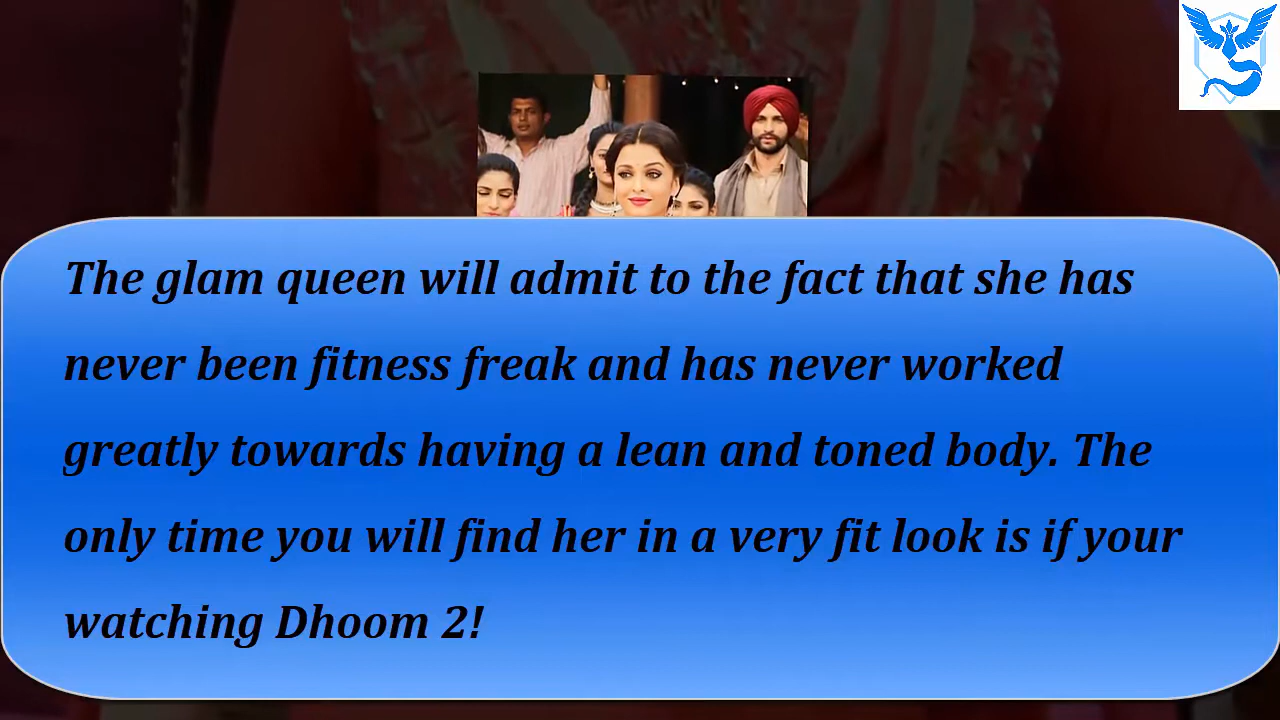 The glam queen will admit to the fact that she has
never been fitness freak and has never worked
greatly towards having a lean and toned body. The
only time you will find her in a very fit look is if your
watching Dhoom 2!